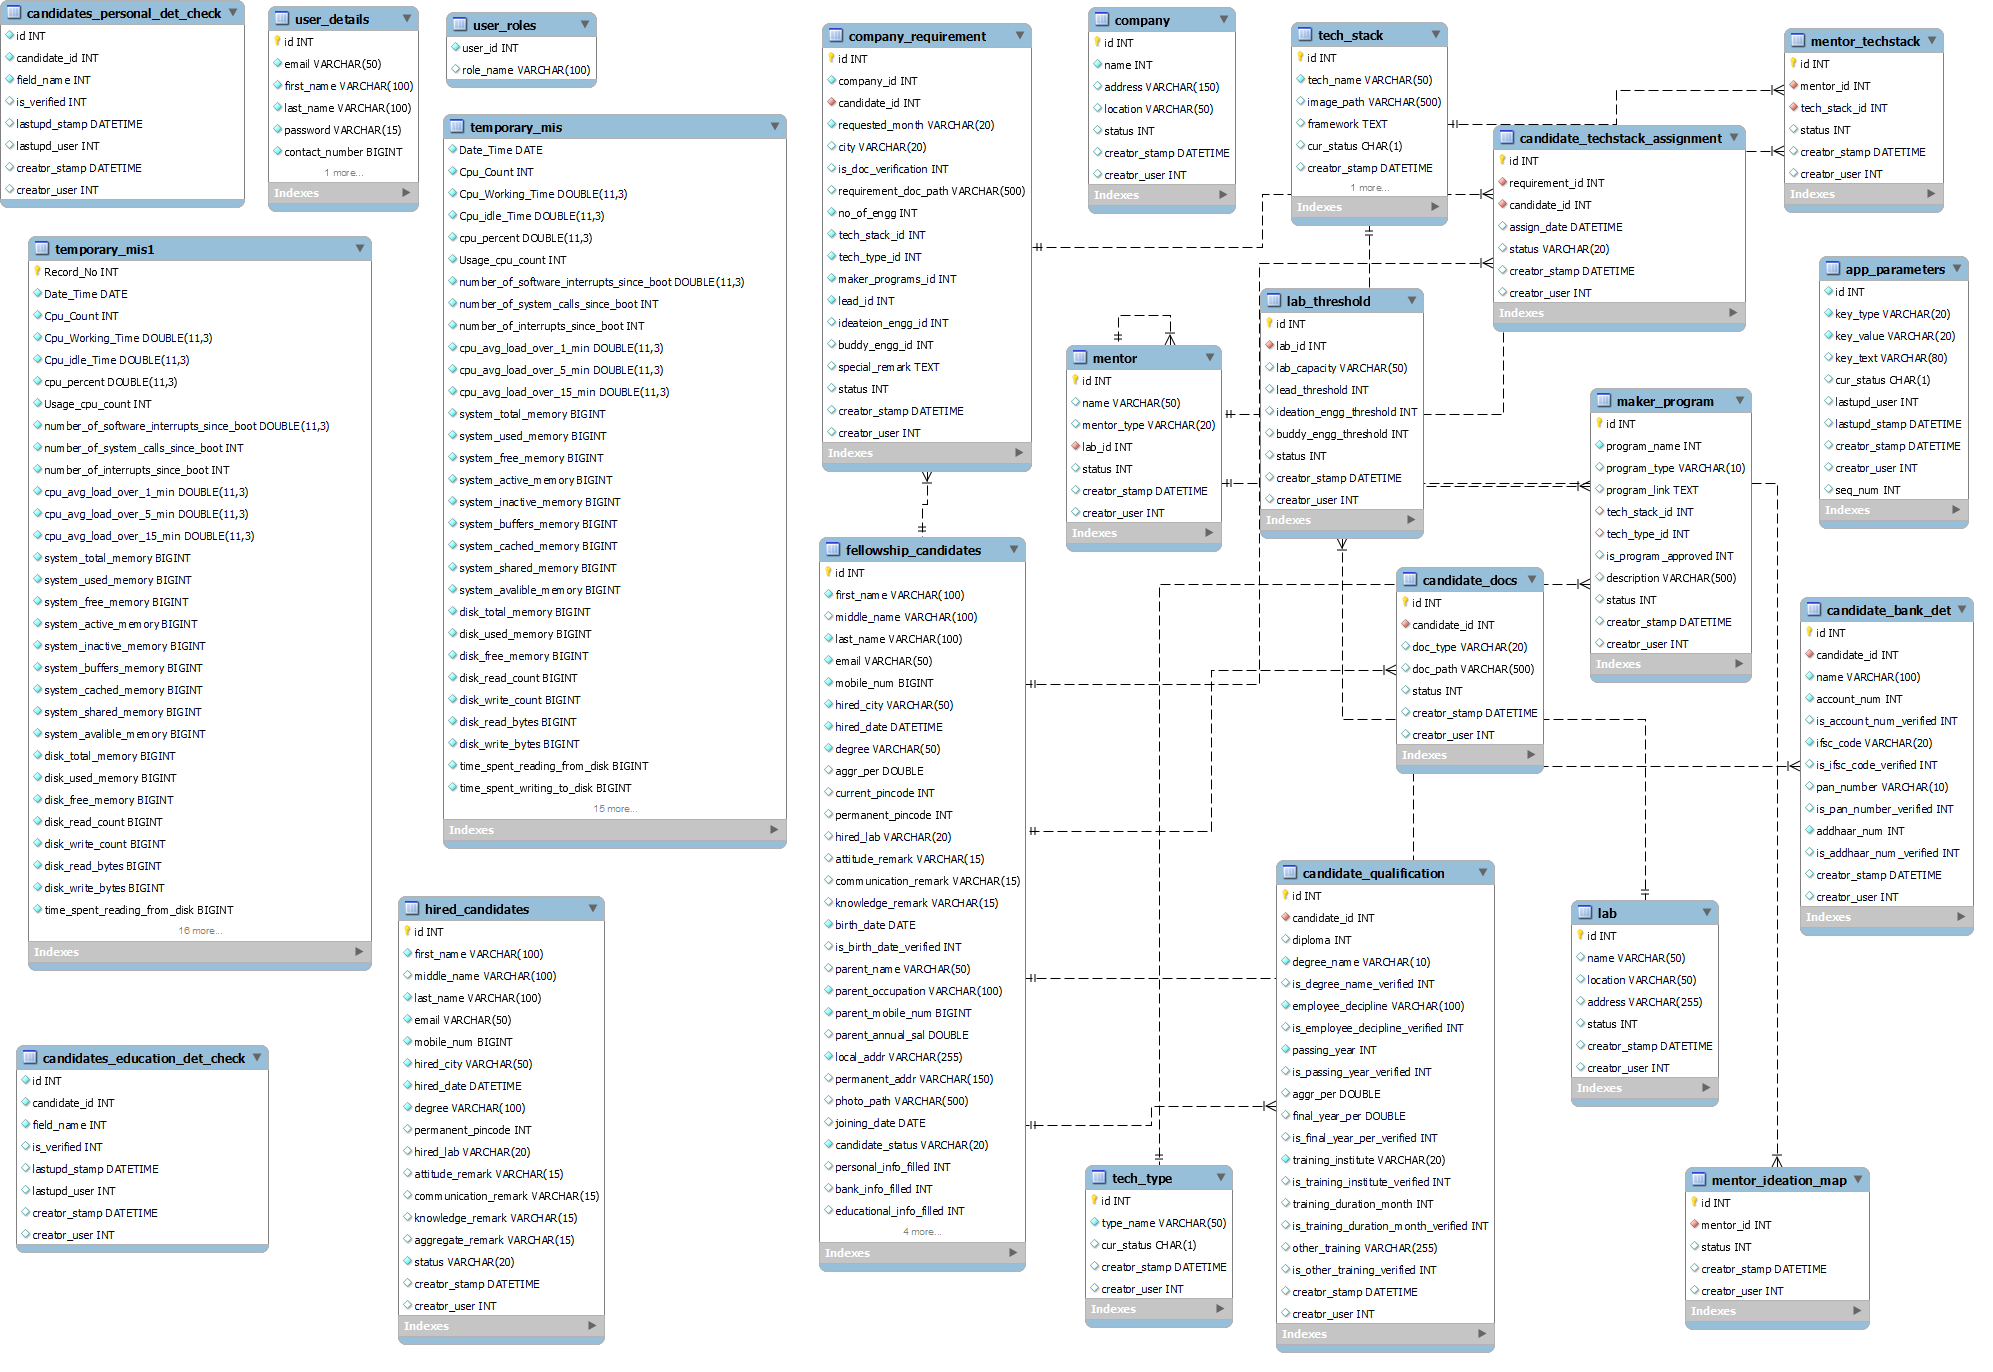 candidates_personal_det_check
id INT
candidate_id INT
field_name INT
is_verified INT
lastupd_stamp DATETIME
lastupd_user INT
creator_stamp DATETIME
creator_user INT
user_details
id INT
email VARCHAR(50)
first_name VARCHAR(100)
last_name VARCHAR(100)
password VARCHAR(15)
contact_number BIGINT
1 more...
Indexes
user_roles
user_id INT
role_name VARCHAR(100)
temporary_mis1
Record_No INT
Date_Time DATE
Cpu_Count INT
Cpu_Working_Time DOUBLE(11,3)
Cpu_idle_Time DOUBLE(11,3)
cpu_percent DOUBLE(11,3)
Usage_cpu_count INT
number_of_software_interrupts_since_boot DOUBLE(11,3)
number_of_system_calls_since_boot INT
number_of_interrupts_since_boot INT
cpu_avg_load_over_1_min DOUBLE(11,3)
cpu_avg_load_over_5_min DOUBLE(11,3)
cpu_avg_load_over_15_min DOUBLE(11,3)
system_total_memory BIGINT
system_used_memory BIGINT
system_free_memory BIGINT
system_active_memory BIGINT
system_inactive_memory BIGINT
system_buffers_memory BIGINT
system_cached_memory BIGINT
system_shared_memory BIGINT
system_avalible_memory BIGINT
disk_total_memory BIGINT
disk_used_memory BIGINT
disk_free_memory BIGINT
disk_read_count BIGINT
disk_write_count BIGINT
disk_read_bytes BIGINT
disk_write_bytes BIGINT
time_spent_reading_from_disk BIGINT
16 more...
Indexes
temporary_mis
Date_Time DATE
Cpu_Count INT
Cpu_Working_Time DOUBLE(11,3)
Cpu_idle_Time DOUBLE(11,3)
cpu_percent DOUBLE(11,3)
Usage_cpu_count INT
number_of_software_interrupts_since_boot DOUBLE(11,3)
number_of_system_calls_since_boot INT
number_of_interrupts_since_boot INT
cpu_avg_load_over_1_min DOUBLE(11,3)
cpu_avg_load_over_5_min DOUBLE(11,3)
cpu_avg_load_over_15_min DOUBLE(11,3)
system_total_memory BIGINT
system_used_memory BIGINT
system_free_memory BIGINT
system_active_memory BIGINT
system_inactive_memory BIGINT
system_buffers_memory BIGINT
system_cached_memory BIGINT
system_shared_memory BIGINT
system_avalible_memory BIGINT
disk_total_memory BIGINT
disk_used_memory BIGINT
disk_free_memory BIGINT
disk_read_count BIGINT
disk_write_count BIGINT
disk_read_bytes BIGINT
disk_write_bytes BIGINT
time_spent_reading_from_disk BIGINT
time_spent_writing_to_disk BIGINT
15 more...
Indexes
candidates_education_det_check
id INT
candidate_id INT
field_name INT
is_verified INT
lastupd_stamp DATETIME
lastupd_user INT
creator_stamp DATETIME
creator_user INT
hired_candidates
id INT
first_name VARCHAR(100)
middle_name VARCHAR(100)
last_name VARCHAR(100)
email VARCHAR(50)
mobile_num BIGINT
hired_city VARCHAR(50)
hired_date DATETIME
degree VARCHAR(100)
permanent_pincode INT
hired_lab VARCHAR(20)
attitude_remark VARCHAR(15)
communication_remark VARCHAR(15)
knowledge_remark VARCHAR(15)
aggregate_remark VARCHAR(15)
status VARCHAR(20)
creator_stamp DATETIME
creator_user INT
Indexes
company_requirement
id INT
company_id INT
candidate_id INT
requested_month VARCHAR(20)
city VARCHAR(20)
is_doc_verification INT
requirement_doc_path VARCHAR(500)
no_of_engg INT
tech_stack_id INT
tech_type_id INT
maker_programs_id INT
lead_id INT
ideateion_engg_id INT
buddy_engg_id INT
special_remark TEXT
status INT
creator_stamp DATETIME
creator_user INT
Indexes
fellowship_candidates
id INT
first_name VARCHAR(100)
middle_name VARCHAR(100)
last_name VARCHAR(100)
email VARCHAR(50)
mobile_num BIGINT
hired_city VARCHAR(50)
hired_date DATETIME
degree VARCHAR(50)
aggr_per DOUBLE
current_pincode INT
permanent_pincode INT
hired_lab VARCHAR(20)
attitude_remark VARCHAR(15)
communication_remark VARCHAR(15)
knowledge_remark VARCHAR(15)
birth_date DATE
is_birth_date_verified INT
parent_name VARCHAR(50)
parent_occupation VARCHAR(100)
parent_mobile_num BIGINT
parent_annual_sal DOUBLE
local_addr VARCHAR(255)
permanent_addr VARCHAR(150)
photo_path VARCHAR(500)
joining_date DATE
candidate_status VARCHAR(20)
personal_info_filled INT
bank_info_filled INT
educational_info_filled INT
4 more...
Indexes
company
id INT
name INT
address VARCHAR(150)
location VARCHAR(50)
status INT
creator_stamp DATETIME
creator_user INT
Indexes
tech_stack
id INT
tech_name VARCHAR(50)
image_path VARCHAR(500)
framework TEXT
cur_status CHAR(1)
creator_stamp DATETIME
1 more...
Indexes
mentor_techstack
id INT
mentor_id INT
tech_stack_id INT
status INT
creator_stamp DATETIME
creator_user INT
Indexes
candidate_techstack_assignment
id INT
requirement_id INT
candidate_id INT
assign_date DATETIME
status VARCHAR(20)
creator_stamp DATETIME
creator_user INT
Indexes
lab_threshold
id INT
lab_id INT
lab_capacity VARCHAR(50)
lead_threshold INT
ideation_engg_threshold INT
buddy_engg_threshold INT
status INT
creator_stamp DATETIME
creator_user INT
Indexes
mentor
id INT
name VARCHAR(50)
mentor_type VARCHAR(20)
lab_id INT
status INT
creator_stamp DATETIME
creator_user INT
Indexes
app_parameters
id INT
key_type VARCHAR(20)
key_value VARCHAR(20)
key_text VARCHAR(80)
cur_status CHAR(1)
lastupd_user INT
lastupd_stamp DATETIME
creator_stamp DATETIME
creator_user INT
seq_num INT
Indexes
maker_program
id INT
program_name INT
program_type VARCHAR(10)
program_link TEXT
tech_stack_id INT
tech_type_id INT
is_program_approved INT
description VARCHAR(500)
status INT
creator_stamp DATETIME
creator_user INT
Indexes
candidate_docs
id INT
candidate_id INT
doc_type VARCHAR(20)
doc_path VARCHAR(500)
status INT
creator_stamp DATETIME
creator_user INT
Indexes
candidate_bank_det
id INT
candidate_id INT
name VARCHAR(100)
account_num INT
is_account_num_verified INT
ifsc_code VARCHAR(20)
is_ifsc_code_verified INT
pan_number VARCHAR(10)
is_pan_number_verified INT
addhaar_num INT
is_addhaar_num_verified INT
creator_stamp DATETIME
creator_user INT
Indexes
candidate_qualification
id INT
candidate_id INT
diploma INT
degree_name VARCHAR(10)
is_degree_name_verified INT
employee_decipline VARCHAR(100)
is_employee_decipline_verified INT
passing_year INT
is_passing_year_verified INT
aggr_per DOUBLE
final_year_per DOUBLE
is_final_year_per_verified INT
training_institute VARCHAR(20)
is_training_institute_verified INT
training_duration_month INT
is_training_duration_month_verified INT
other_training VARCHAR(255)
is_other_training_verified INT
creator_stamp DATETIME
creator_user INT
Indexes
lab
id INT
name VARCHAR(50)
location VARCHAR(50)
address VARCHAR(255)
status INT
creator_stamp DATETIME
creator_user INT
Indexes
tech_type
id INT
type_name VARCHAR(50)
cur_status CHAR(1)
creator_stamp DATETIME
creator_user INT
Indexes
mentor_ideation_map
id INT
mentor_id INT
status INT
creator_stamp DATETIME
creator_user INT
Indexes